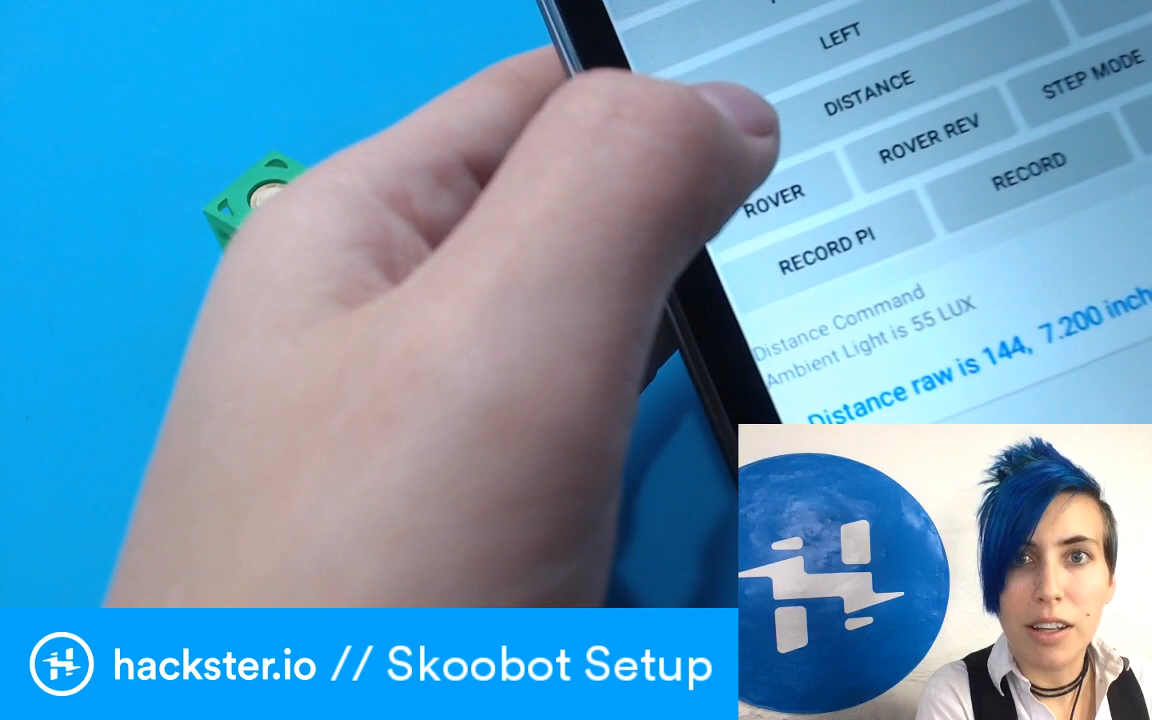 LEFT
DISTANCE
STEP MODE
ROVER REV
ROVER
RECORD
RECORD PI
Distance Command
Ambient Light is 55 LUX
Distance raw is 144, 7.200 inch
hackster.io // Skoobot Setup